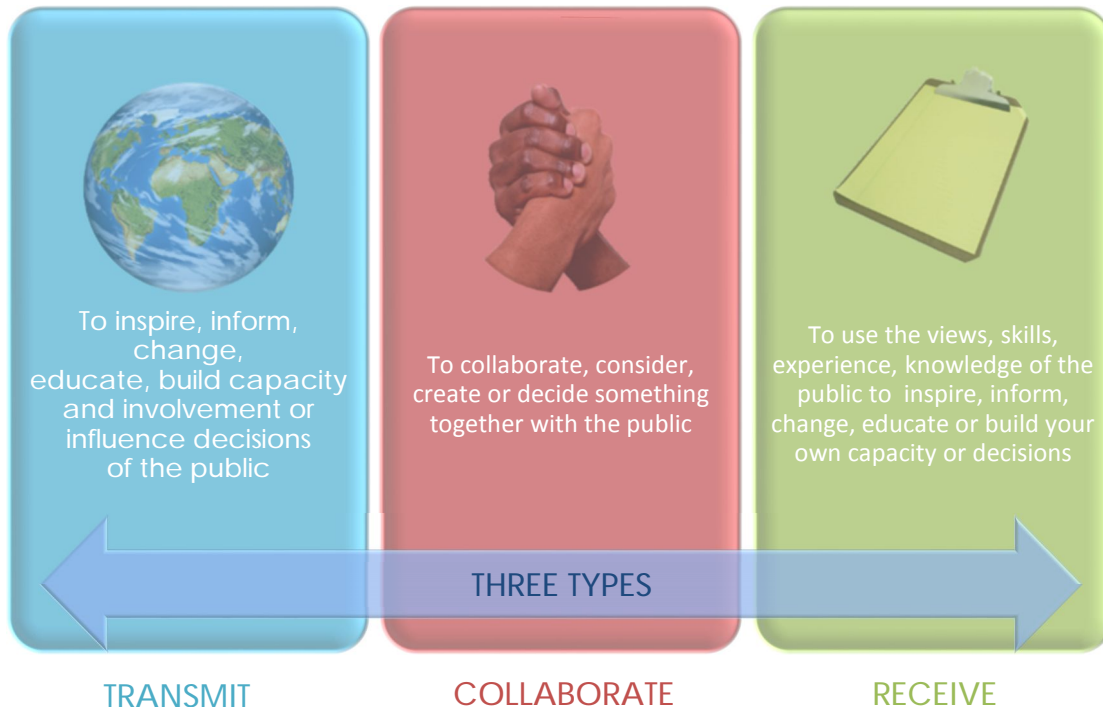 To inspire, inform,
change,
educate, build capacity
and involvement or
influence decisions
of the public
To collaborate, consider,
create or decide something
together with the public
To use the views, skills,
experience, knowledge of the
public to  inspire, inform,
change, educate or build your
own capacity or decisions
THREE TYPES
TRANSMIT
COLLABORATE
RECEIVE